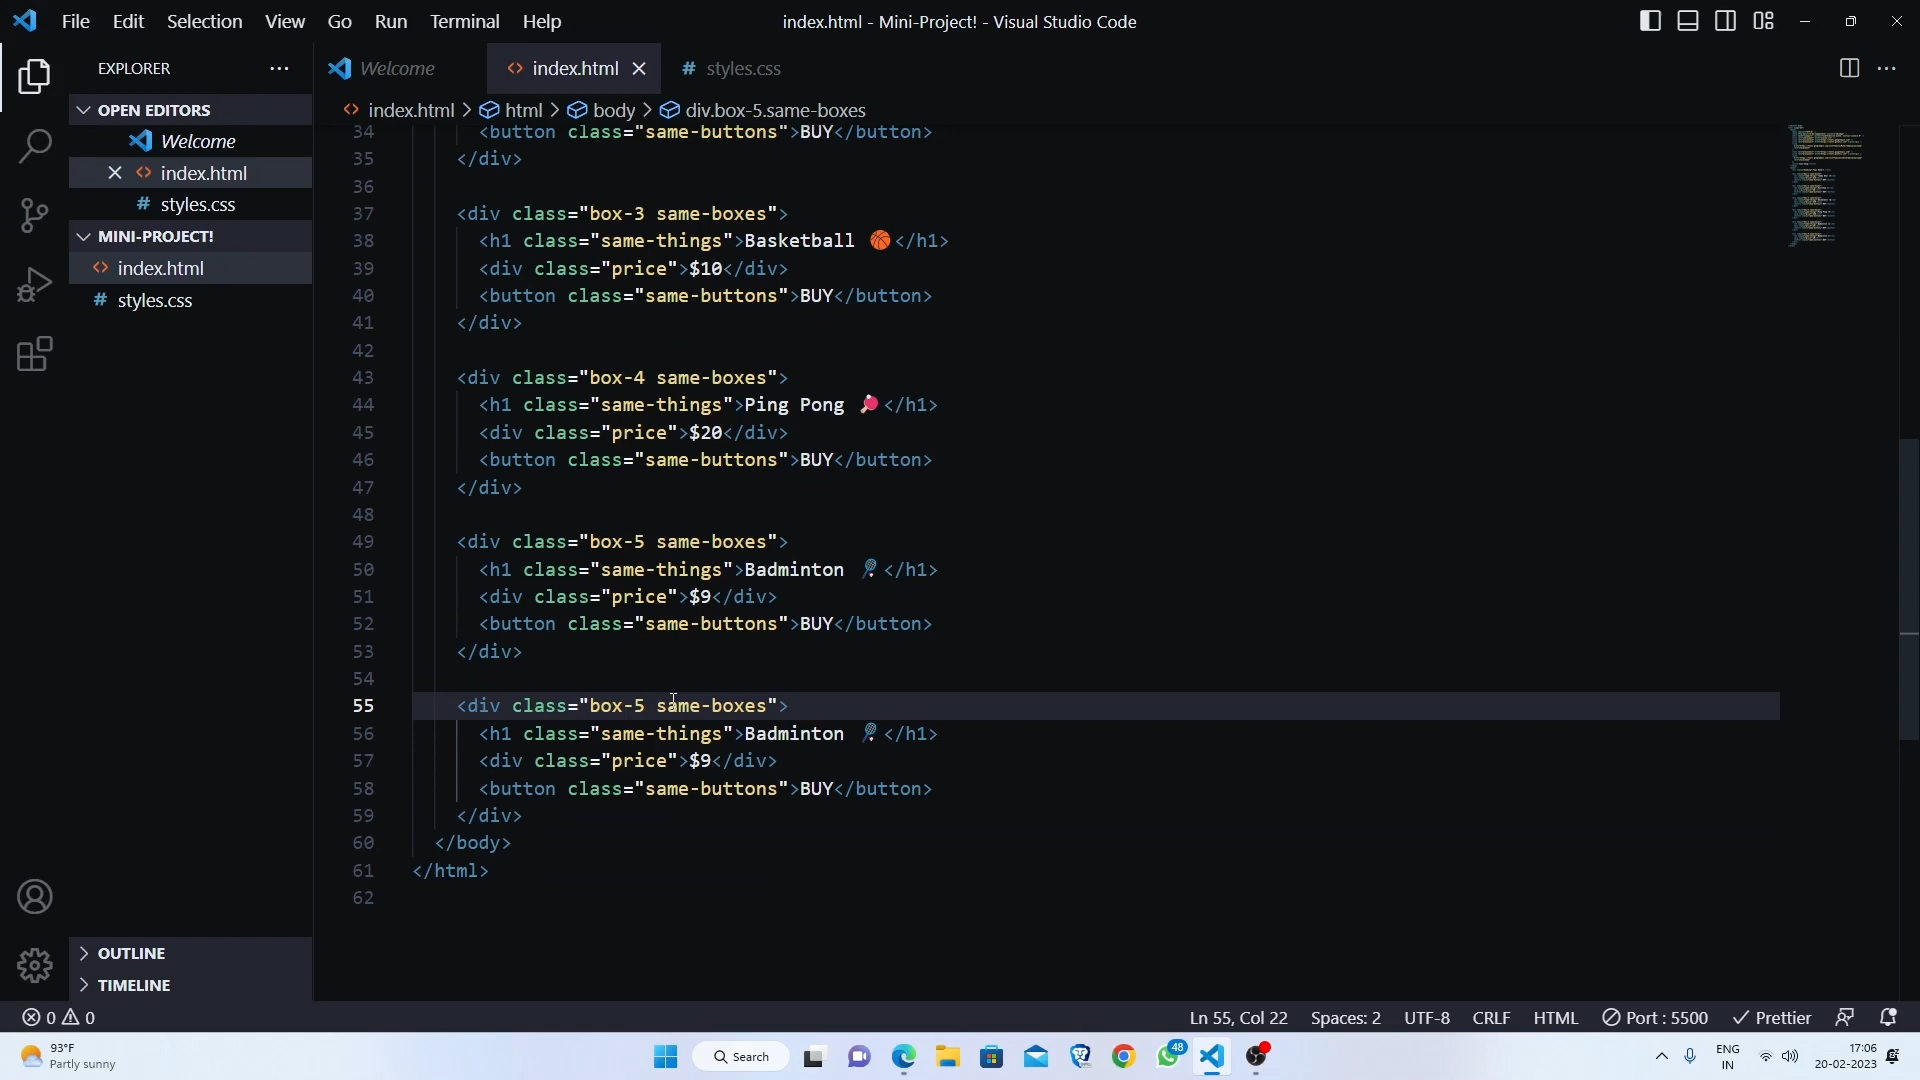 File Edit Selection View Go Run Terminal Help
index.html - Mini-Project! - Visual Studio Code
EXPLORER
Welcome
index.html
# styles.css
OPEN EDITORS
Welcome
index.html
# styles.css
MINI-PROJECT!
index.html
# styles.css
index.html > html > body > div.box-5.same-boxes
34 <button class="same-buttons">BUY</button>
35 </div>
36
37 <div class="box-3 same-boxes">
38 <h1 class="same-things">Basketball 🏀</h1>
39 <div class="price">$10</div>
40 <button class="same-buttons">BUY</button>
41 </div>
42
43 <div class="box-4 same-boxes">
44 <h1 class="same-things">Ping Pong 🏓</h1>
45 <div class="price">$20</div>
46 <button class="same-buttons">BUY</button>
47 </div>
48
49 <div class="box-5 same-boxes">
50 <h1 class="same-things">Badminton 🏸</h1>
51 <div class="price">$9</div>
52 <button class="same-buttons">BUY</button>
53 </div>
54
55 <div class="box-5 same-boxes">
56 <h1 class="same-things">Badminton 🏸</h1>
57 <div class="price">$9</div>
58 <button class="same-buttons">BUY</button>
59 </div>
60 </body>
61 </html>
62
OUTLINE
TIMELINE
0 0
Ln 55, Col 22 Spaces: 2 UTF-8 CRLF HTML Port : 5500 Prettier
93°F
Partly sunny
Search
48
ENG
IN
17:06
20-02-2023